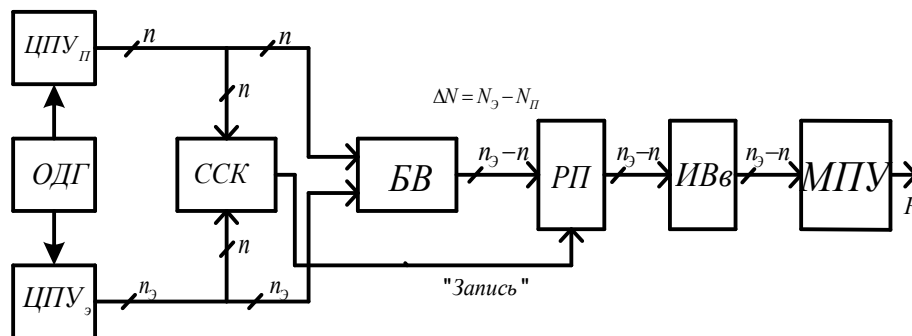 ЦПУП
n
n
n
ΔN = NЭ − NП
ОДГ
ССК
БВ
nЭ−n
РП
nЭ−n
ИВв
nЭ−n
МПУ
n
"Запись"
ЦПУэ
nЭ
nЭ